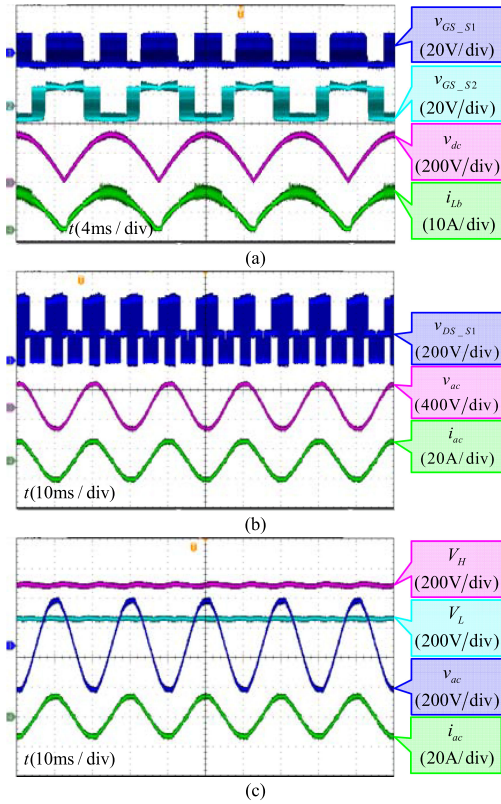 v_GS_S1
(20V/div)
v_GS_S2
(20V/div)
v_dc
(200V/div)
i_Lb
(10A/div)
t(4ms/div)
(a)
v_DS_S1
(200V/div)
v_ac
(400V/div)
i_ac
(20A/div)
t(10ms/div)
(b)
V_H
(200V/div)
V_L
(200V/div)
v_ac
(200V/div)
i_ac
(20A/div)
t(10ms/div)
(c)